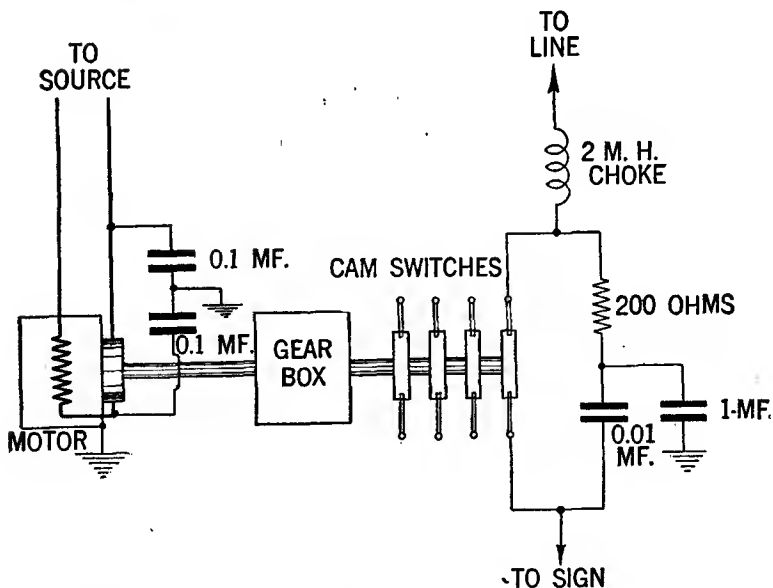 TO
SOURCE
TO
LINE
2 M. H.
CHOKE
0.1 MF.
CAM SWITCHES
200 OHMS
0.1 MF.
GEAR
BOX
MOTOR
0.01
MF.
1-MF.
TO SIGN